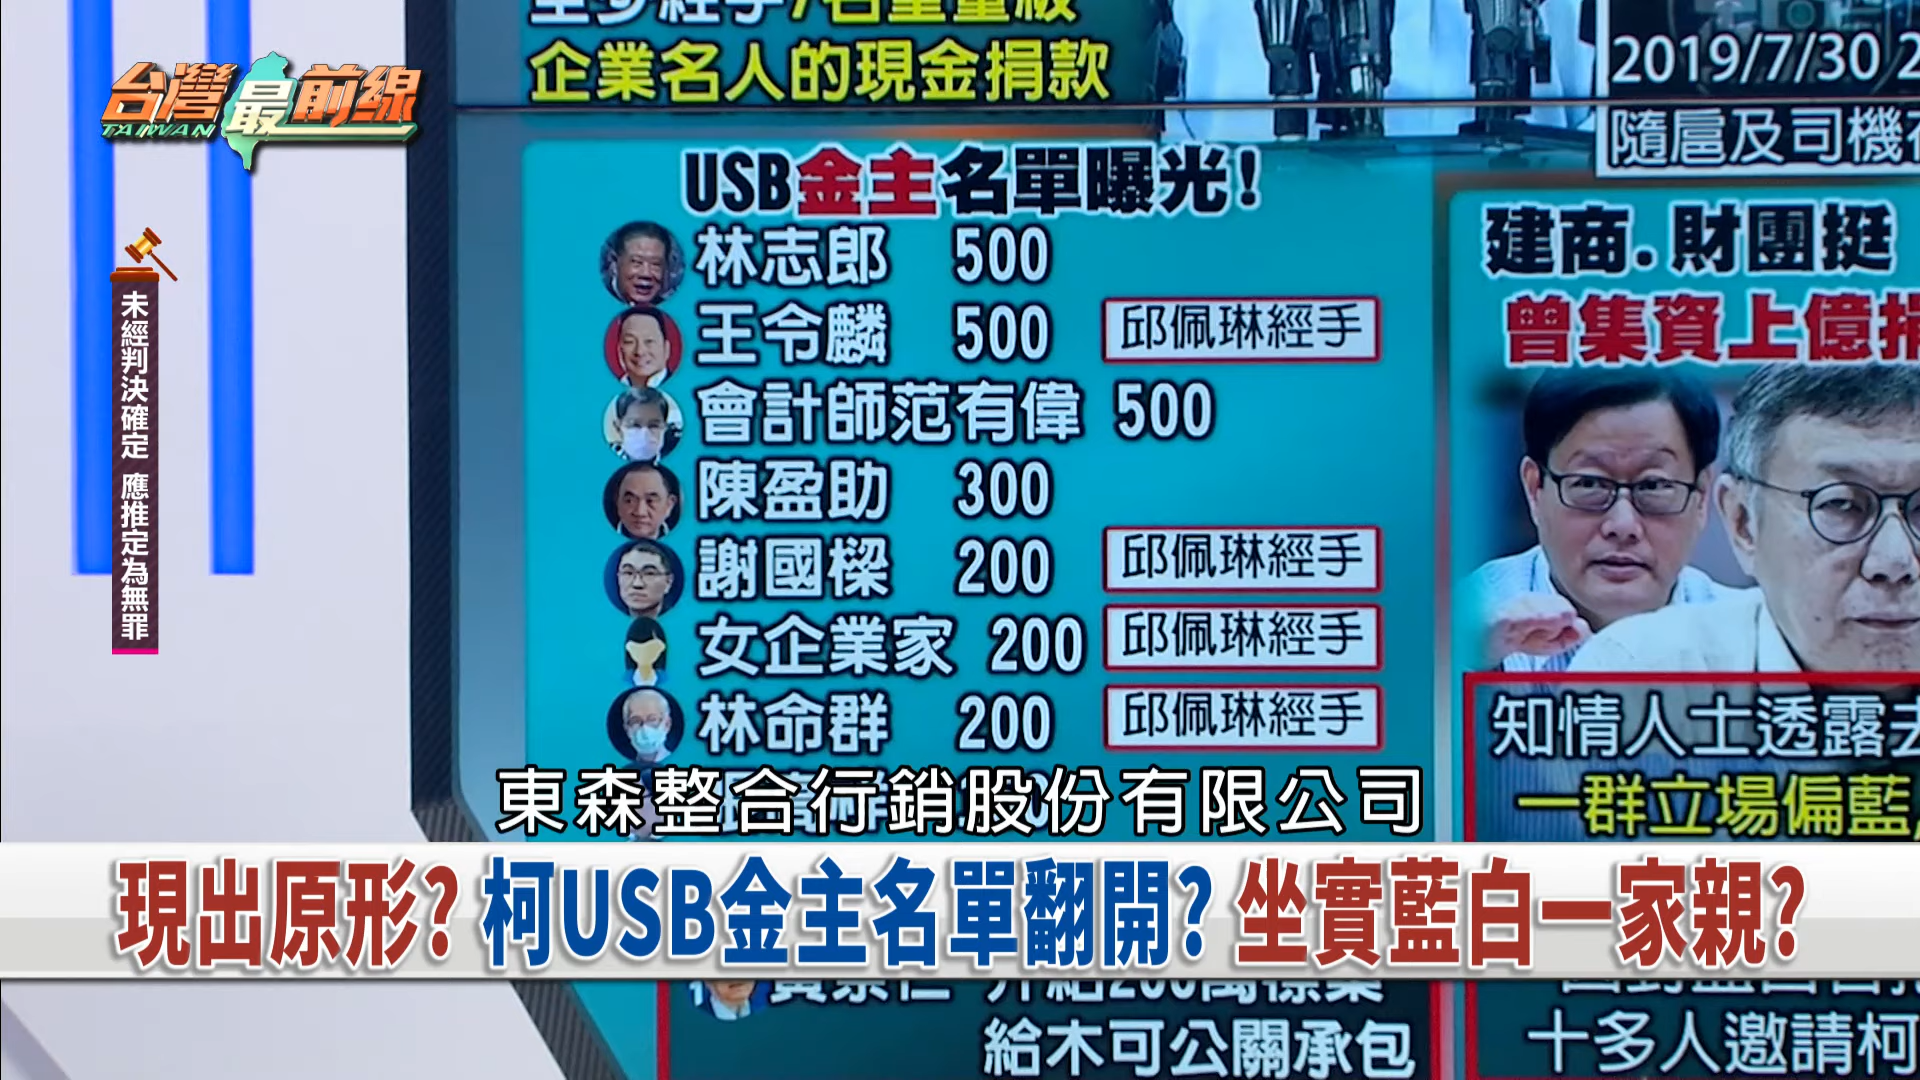 企業名人的現金捐款
台灣最前線
TAIWAN
2019/7/30
隨扈及司機
USB金主名單曝光!
林志郎 500
王令麟 500 邱佩琳經手
會計師范有偉 500
陳盈助 300
謝國樑 200 邱佩琳經手
女企業家 200 邱佩琳經手
林命群 200 邱佩琳經手
建商.財團挺
曾集資上億捐
知情人士透露去
一群立場偏藍
未經判決確定 應推定為無罪
東森整合行銷股份有限公司
現出原形? 柯USB金主名單翻開? 坐實藍白一家親?
給木可公關承包
十多人邀請柯